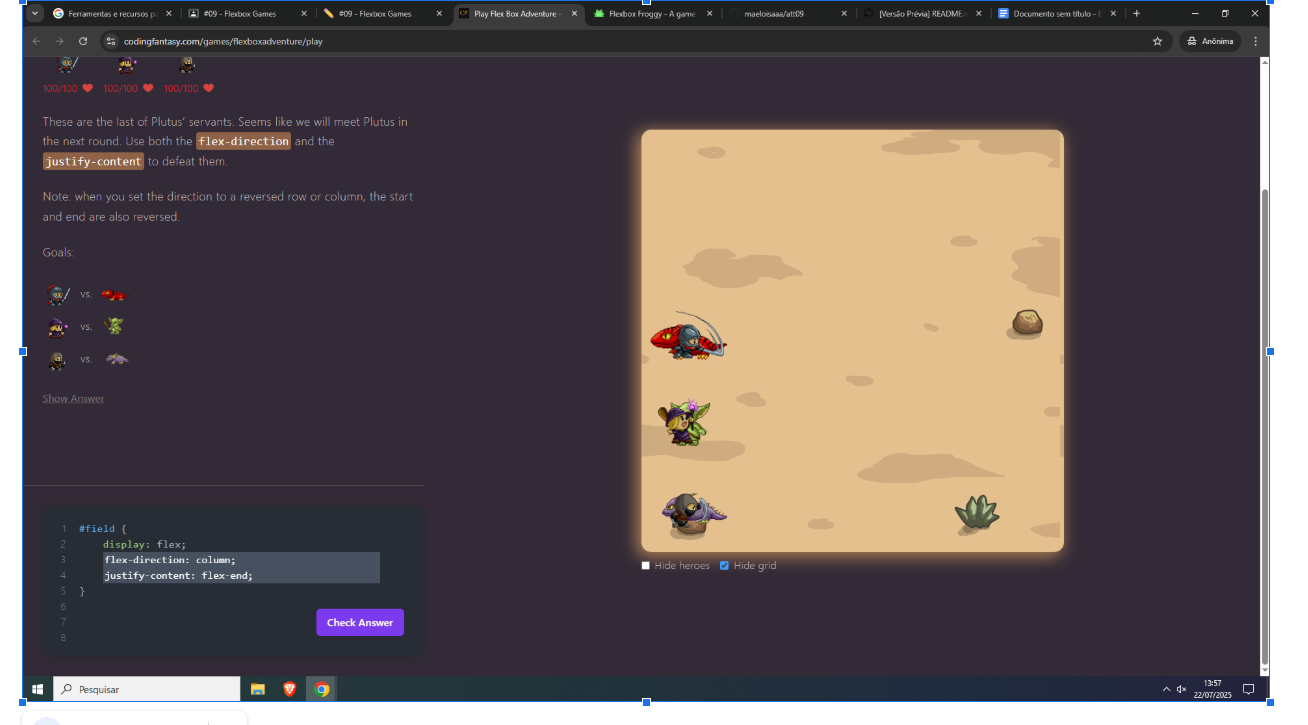 Ferramentas e recursos p
#09 - Flexbox Games
#09 - Flexbox Games
Play Flex Box Adventure -
Flexbox Froggy - A game
maeloisaaa/att09
[Versão Prévia] README.
Documento sem título - D
codingfantasy.com/games/flexboxadventure/play
Anônima
100/100 100/100 100/100
These are the last of Plutus' servants. Seems like we will meet Plutus in
the next round. Use both the flex-direction and the
justify-content to defeat them.
Note: when you set the direction to a reversed row or column, the start
and end are also reversed.
Goals:
vs.
vs.
vs.
Show Answer
1 #field {
2 display: flex;
3 flex-direction: column;
4 justify-content: flex-end;
5 }
6
7
8
Check Answer
Hide heroes Hide grid
Pesquisar
13:57
22/07/2025